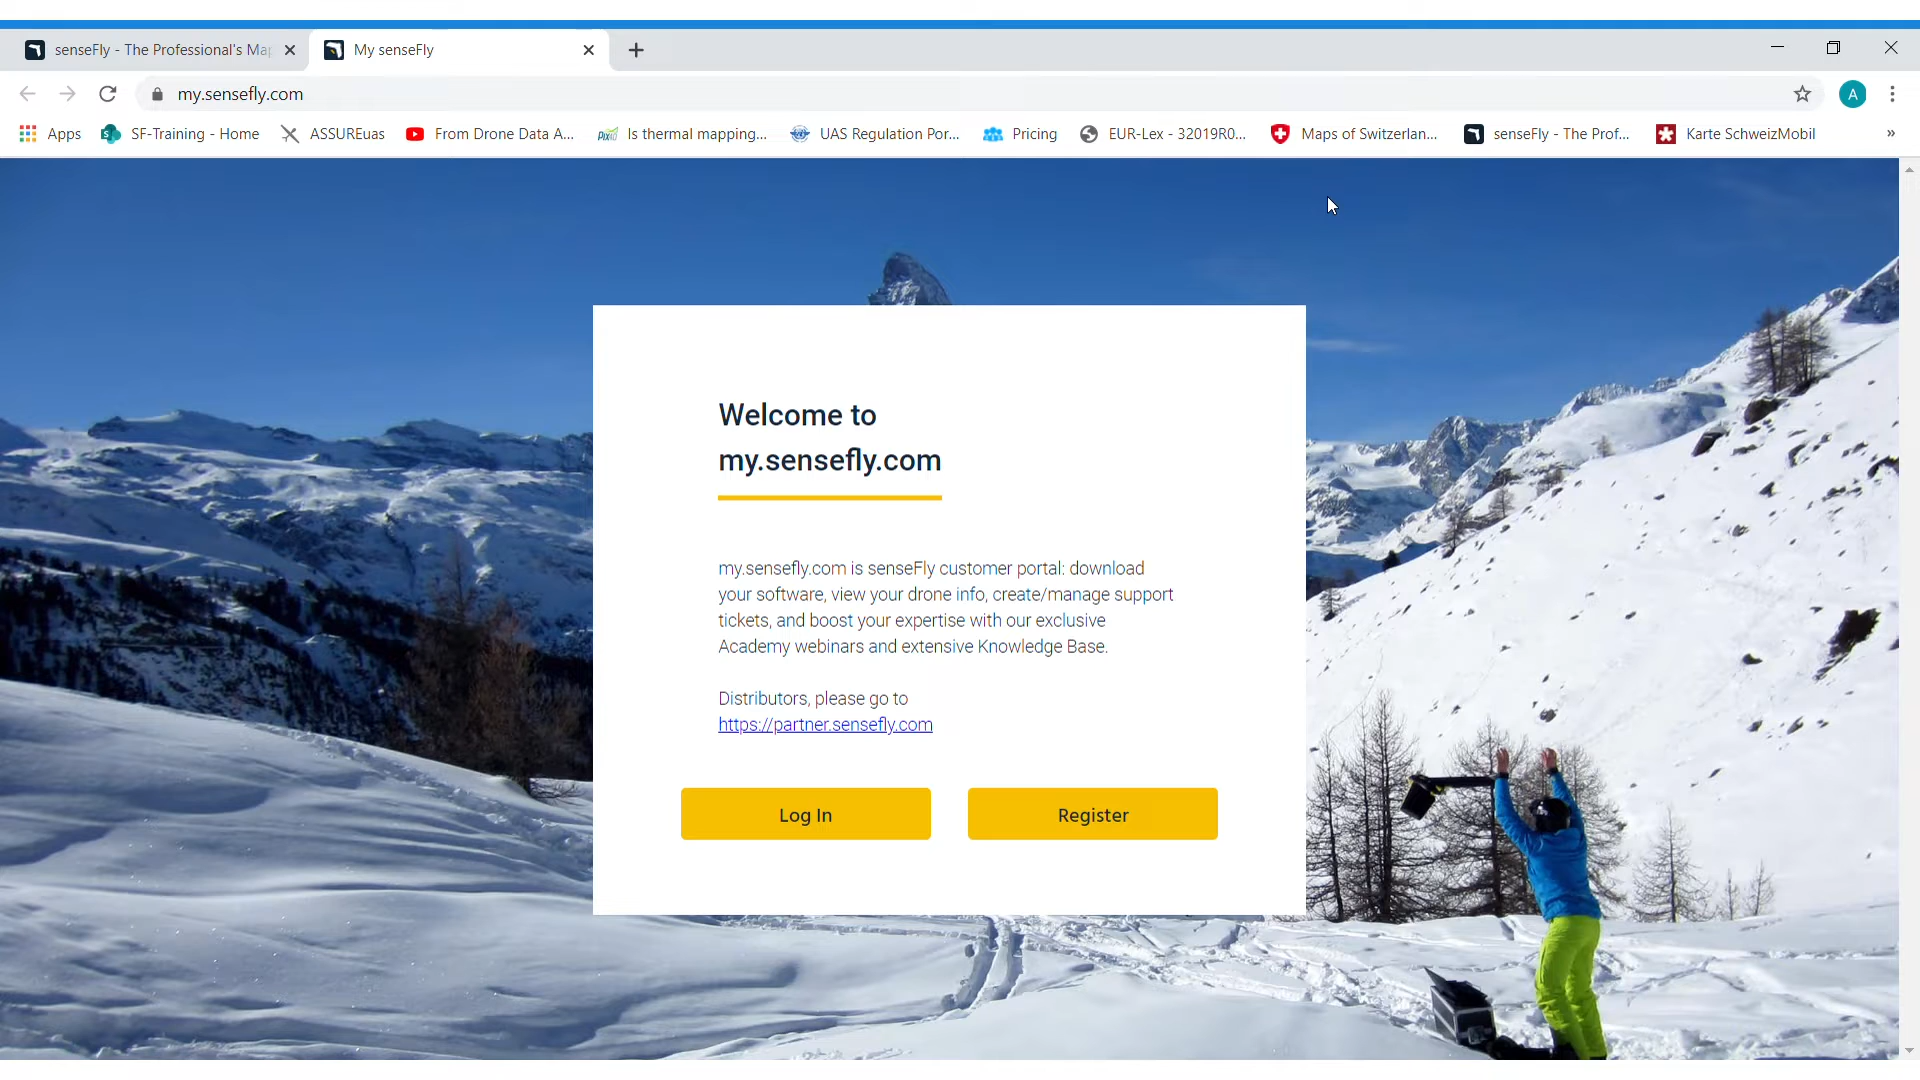 senseFly - The Professional's Map
My senseFly
my.sensefly.com
A
Apps
SF-Training - Home
ASSUREuas
From Drone Data A...
Is thermal mapping...
UAS Regulation Por...
Pricing
EUR-Lex - 32019R0...
Maps of Switzerlan...
senseFly - The Prof...
Karte SchweizMobil
»
Welcome to
my.sensefly.com
my.sensefly.com is senseFly customer portal: download
your software, view your drone info, create/manage support
tickets, and boost your expertise with our exclusive
Academy webinars and extensive Knowledge Base.
Distributors, please go to
https://partner.sensefly.com
Log In
Register